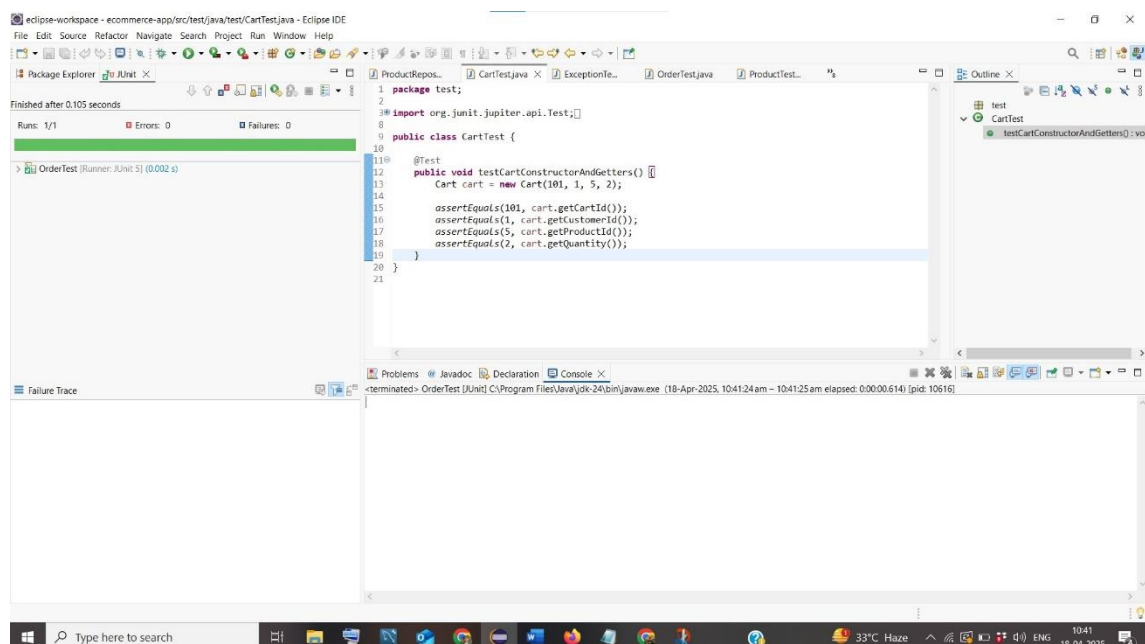 eclipse-workspace - ecommerce-app/src/test/java/test/CartTest.java - Eclipse IDE
File Edit Source Refactor Navigate Search Project Run Window Help
Package Explorer JUnit
Finished after 0.105 seconds
Runs: 1/1 Errors: 0 Failures: 0
OrderTest [Runner: JUnit 5] (0.002 s)
Failure Trace
ProductRepos... CartTest.java ExceptionTe... OrderTest.java ProductTest...
1 package test;
2
3 import org.junit.jupiter.api.Test;
8
9 public class CartTest {
10
11 @Test
12 public void testCartConstructorAndGetters() {
13 Cart cart = new Cart(101, 1, 5, 2);
14
15 assertEquals(101, cart.getCartId());
16 assertEquals(1, cart.getCustomerId());
17 assertEquals(5, cart.getProductId());
18 assertEquals(2, cart.getQuantity());
19 }
20 }
21
Outline
test
CartTest
testCartConstructorAndGetters() : vo
Problems Javadoc Declaration Console
<terminated> OrderTest [JUnit] C:\Program Files\Java\jdk-24\bin\javaw.exe (18-Apr-2025, 10:41:24 am – 10:41:25 am elapsed: 0:00:00.614) [pid: 10616]
Type here to search
33°C Haze
ENG
10:41
18-04-2025